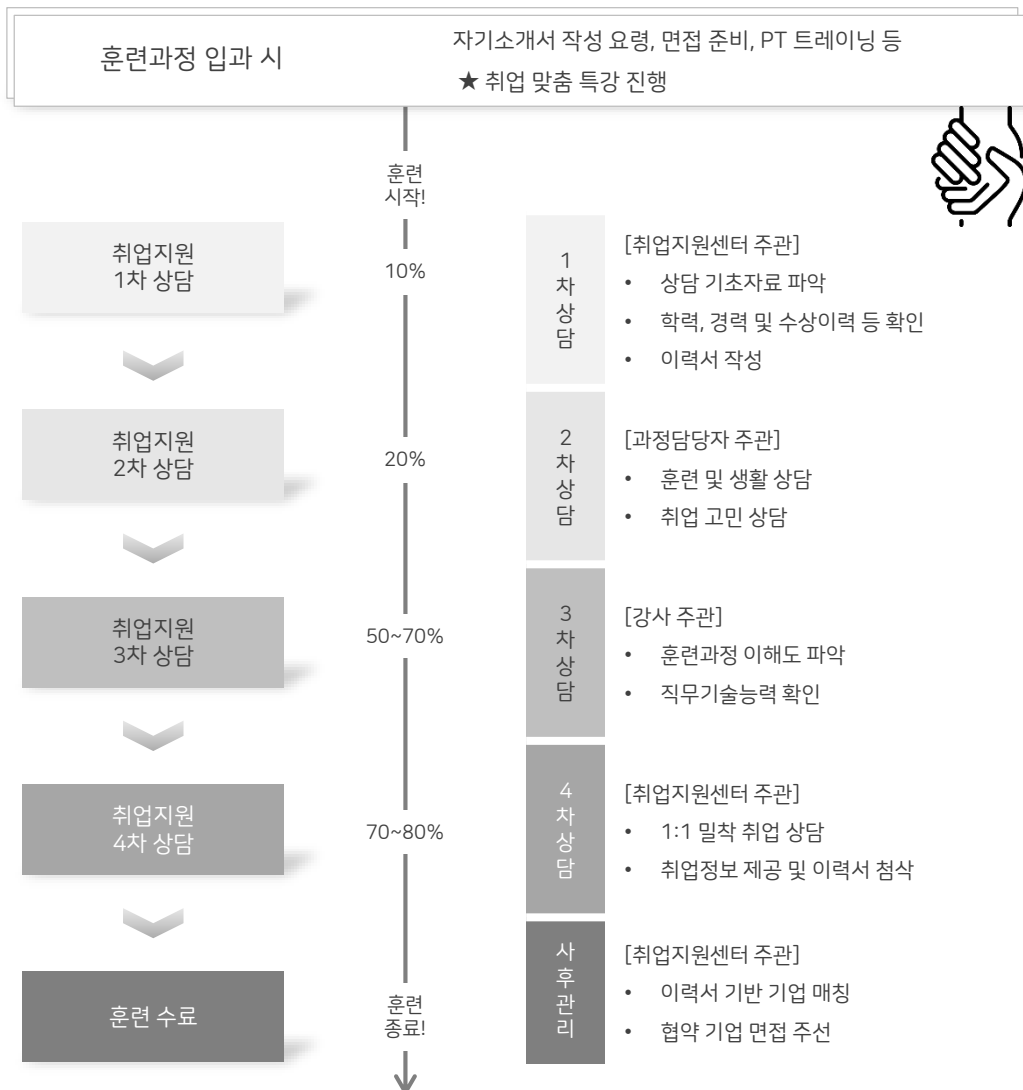 훈련과정 입과 시
자기소개서 작성 요령, 면접 준비, PT 트레이닝 등
★ 취업 맞춤 특강 진행
훈련
시작!
취업지원
1차 상담
10%
1
차
상
담
[취업지원센터 주관]
• 상담 기초자료 파악
• 학력, 경력 및 수상이력 등 확인
• 이력서 작성
취업지원
2차 상담
20%
2
차
상
담
[과정담당자 주관]
• 훈련 및 생활 상담
• 취업 고민 상담
취업지원
3차 상담
50~70%
3
차
상
담
[강사 주관]
• 훈련과정 이해도 파악
• 직무기술능력 확인
취업지원
4차 상담
70~80%
4
차
상
담
[취업지원센터 주관]
• 1:1 밀착 취업 상담
• 취업정보 제공 및 이력서 첨삭
훈련 수료
훈련
종료!
사
후
관
리
[취업지원센터 주관]
• 이력서 기반 기업 매칭
• 협약 기업 면접 주선